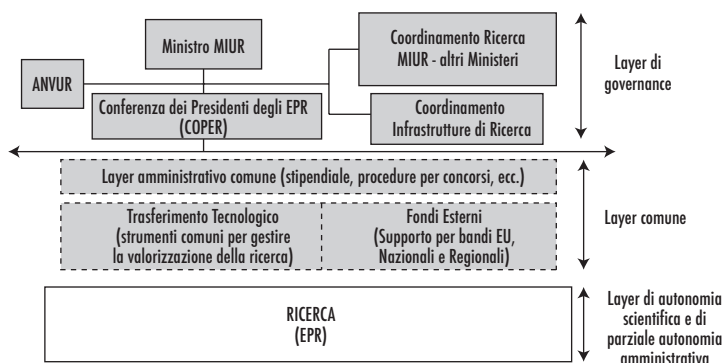 Ministro MIUR
ANVUR
Conferenza dei Presidenti degli EPR
(COPER)
Coordinamento Ricerca
MIUR - altri Ministeri
Coordinamento
Infrastrutture di Ricerca
Layer di
governance
Layer amministrativo comune (stipendiale, procedure per concorsi, ecc.)
Trasferimento Tecnologico
(strumenti comuni per gestire
la valorizzazione della ricerca)
Fondi Esterni
(Supporto per bandi EU,
Nazionali e Regionali)
Layer comune
RICERCA
(EPR)
Layer di autonomia
scientifica e di
parziale autonomia
amministrativa